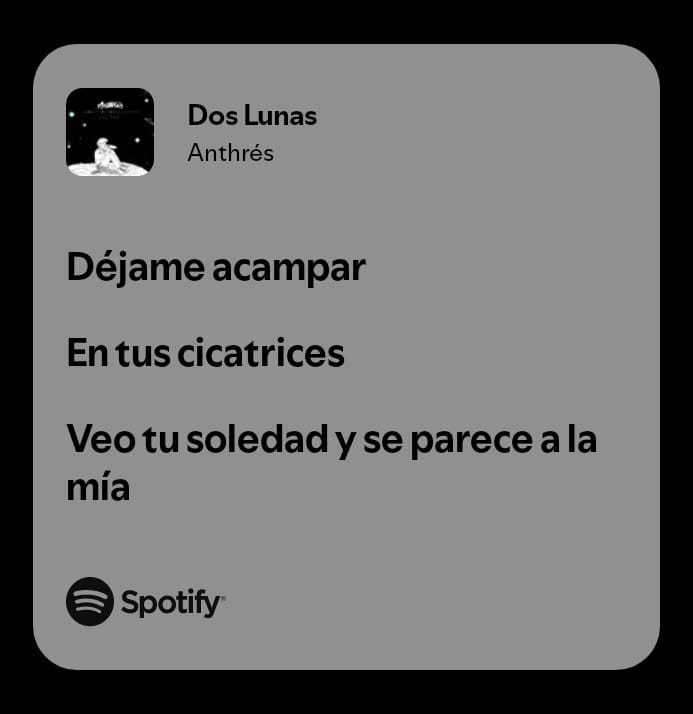 Dos Lunas
Anthrés
Déjame acampar
En tus cicatrices
Veo tu soledad y se parece a la
mía
Spotify®